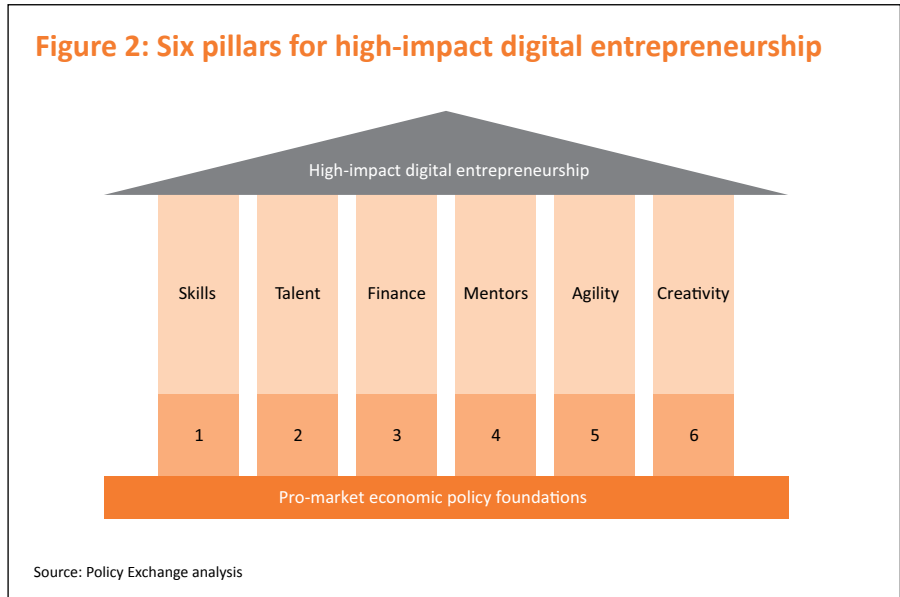 Figure 2: Six pillars for high-impact digital entrepreneurship
High-impact digital entrepreneurship
Skills Talent Finance Mentors Agility Creativity
1 2 3 4 5 6
Pro-market economic policy foundations
Source: Policy Exchange analysis